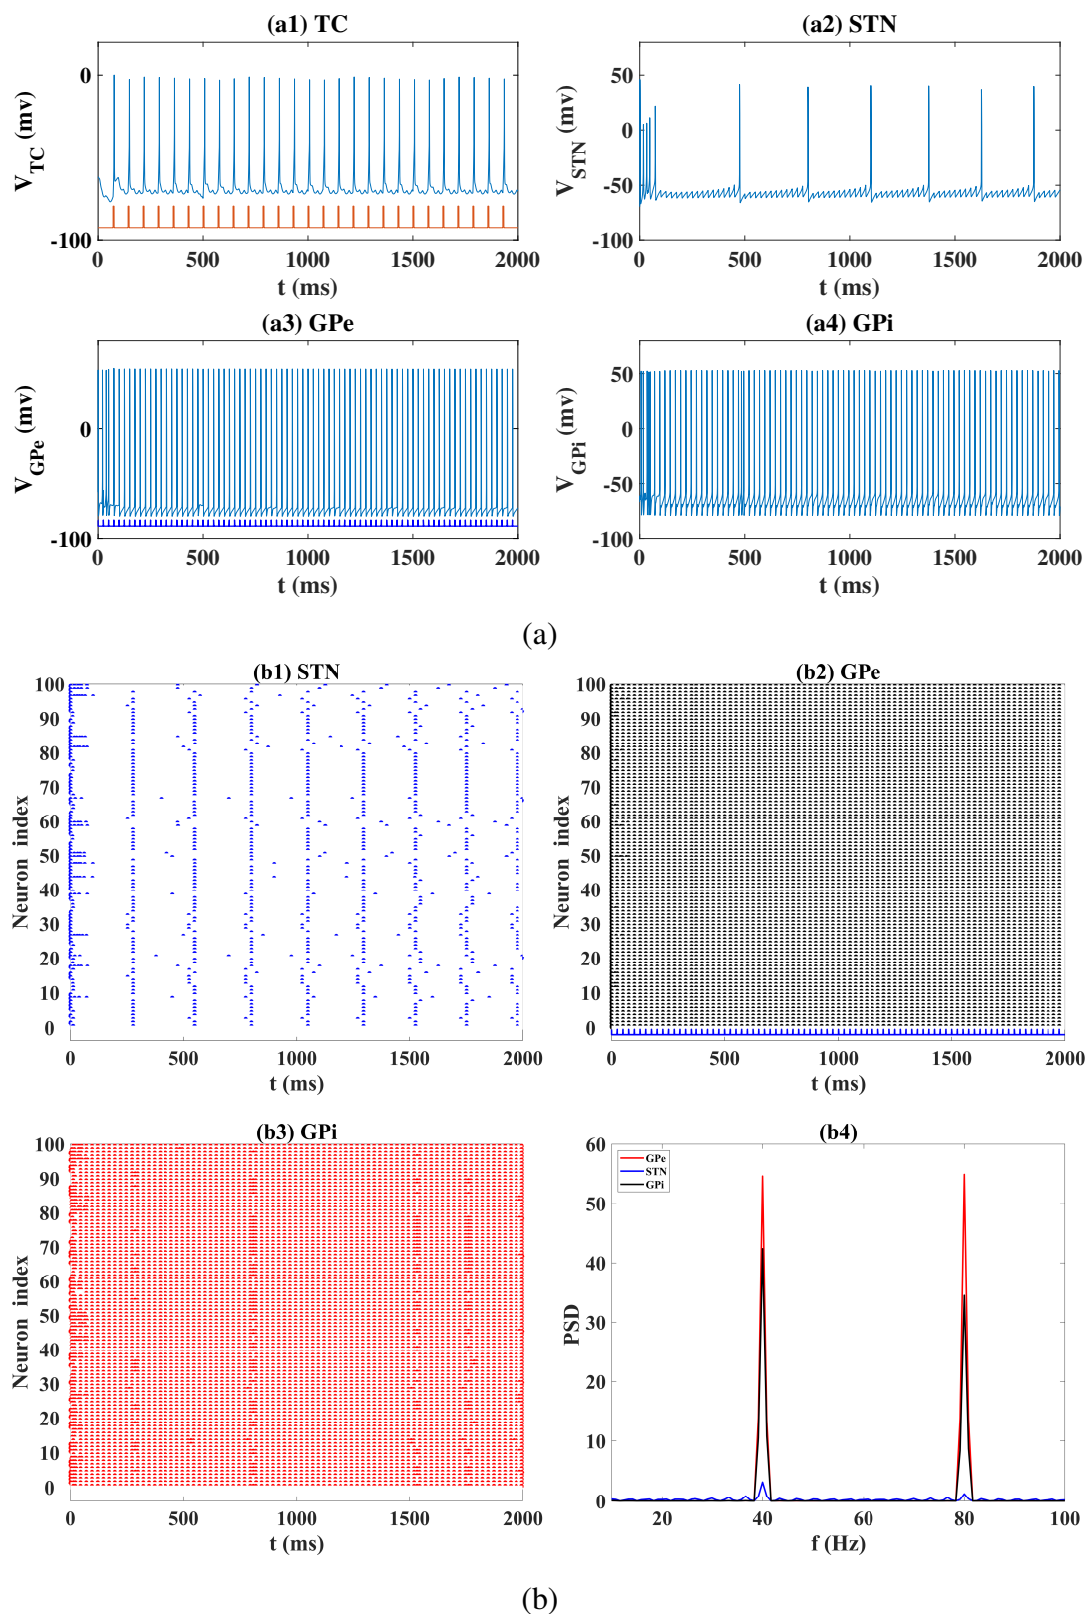 (a1) TC
V_TC (mv)
0
-100
0 500 1000 1500 2000
t (ms)
(a2) STN
V_STN (mv)
50
0
-50
-100
0 500 1000 1500 2000
t (ms)
(a3) GPe
V_GPe (mv)
0
-100
0 500 1000 1500 2000
t (ms)
(a4) GPi
V_GPi (mv)
50
0
-50
-100
0 500 1000 1500 2000
t (ms)
(a)
(b1) STN
Neuron index
100
90
80
70
60
50
40
30
20
10
0
0 500 1000 1500 2000
t (ms)
(b2) GPe
Neuron index
100
90
80
70
60
50
40
30
20
10
0
0 500 1000 1500 2000
t (ms)
(b3) GPi
Neuron index
100
90
80
70
60
50
40
30
20
10
0
0 500 1000 1500 2000
t (ms)
(b4)
PSD
60
50
40
30
20
10
0
GPe
STN
GPi
20 40 60 80 100
f (Hz)
(b)